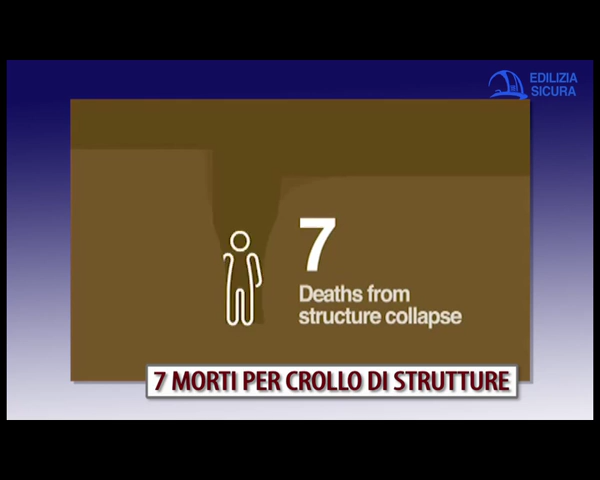 EDILIZIA
SICURA
7
Deaths from
structure collapse
7 MORTI PER CROLLO DI STRUTTURE